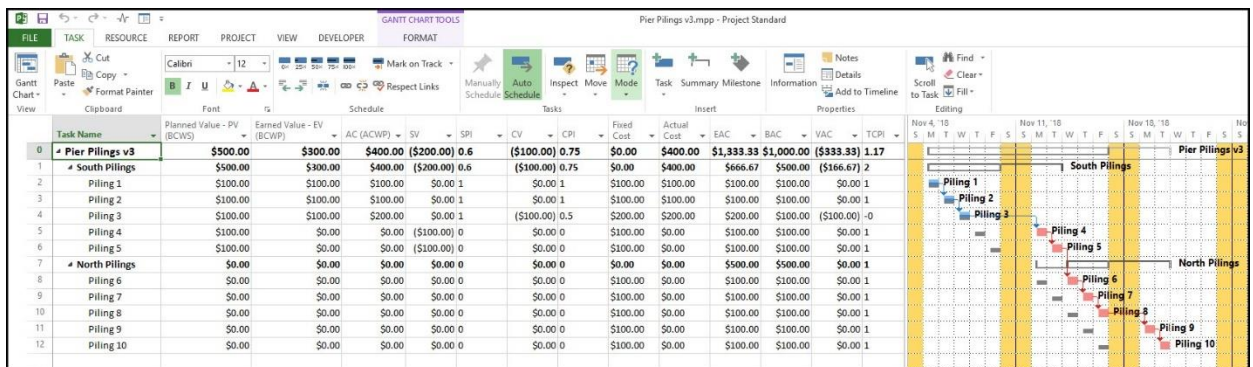 GANTT CHART TOOLS
Pier Pilings v3.mpp - Project Standard
FILE TASK RESOURCE REPORT PROJECT VIEW DEVELOPER FORMAT
Gantt Chart
View
Paste
Cut
Copy
Format Painter
Clipboard
Calibri 12
B I U A
Font
0% 25% 50% 75% 100%
Mark on Track
Respect Links
Schedule
Manually Schedule
Auto Schedule
Inspect Move Mode
Tasks
Task Summary Milestone
Insert
Information
Notes
Details
Add to Timeline
Properties
Scroll to Task
Find
Clear
Fill
Editing
Task Name Planned Value - PV (BCWS) Earned Value - EV (BCWP) AC (ACWP) SV SPI CV CPI Fixed Cost Actual Cost EAC BAC VAC TCPI
Nov 4, '18 Nov 11, '18 Nov 18, '18 No
S M T W T F S S M T W T F S S M T W T F S S
0 Pier Pilings v3 $500.00 $300.00 $400.00 ($200.00) 0.6 ($100.00) 0.75 $0.00 $400.00 $1,333.33 $1,000.00 ($333.33) 1.17 Pier Pilings v3
1 South Pilings $500.00 $300.00 $400.00 ($200.00) 0.6 ($100.00) 0.75 $0.00 $400.00 $666.67 $500.00 ($166.67) 2 South Pilings
2 Piling 1 $100.00 $100.00 $100.00 $0.00 1 $0.00 1 $100.00 $100.00 $100.00 $100.00 $0.00 1 Piling 1
3 Piling 2 $100.00 $100.00 $100.00 $0.00 1 $0.00 1 $100.00 $100.00 $100.00 $100.00 $0.00 1 Piling 2
4 Piling 3 $100.00 $100.00 $200.00 $0.00 1 ($100.00) 0.5 $200.00 $200.00 $200.00 $100.00 ($100.00) -0 Piling 3
5 Piling 4 $100.00 $0.00 $0.00 ($100.00) 0 $0.00 0 $100.00 $0.00 $100.00 $100.00 $0.00 1 Piling 4
6 Piling 5 $100.00 $0.00 $0.00 ($100.00) 0 $0.00 0 $100.00 $0.00 $100.00 $100.00 $0.00 1 Piling 5
7 North Pilings $0.00 $0.00 $0.00 $0.00 0 $0.00 0 $0.00 $0.00 $500.00 $500.00 $0.00 1 North Pilings
8 Piling 6 $0.00 $0.00 $0.00 $0.00 0 $0.00 0 $100.00 $0.00 $100.00 $100.00 $0.00 1 Piling 6
9 Piling 7 $0.00 $0.00 $0.00 $0.00 0 $0.00 0 $100.00 $0.00 $100.00 $100.00 $0.00 1 Piling 7
10 Piling 8 $0.00 $0.00 $0.00 $0.00 0 $0.00 0 $100.00 $0.00 $100.00 $100.00 $0.00 1 Piling 8
11 Piling 9 $0.00 $0.00 $0.00 $0.00 0 $0.00 0 $100.00 $0.00 $100.00 $100.00 $0.00 1 Piling 9
12 Piling 10 $0.00 $0.00 $0.00 $0.00 0 $0.00 0 $100.00 $0.00 $100.00 $100.00 $0.00 1 Piling 10